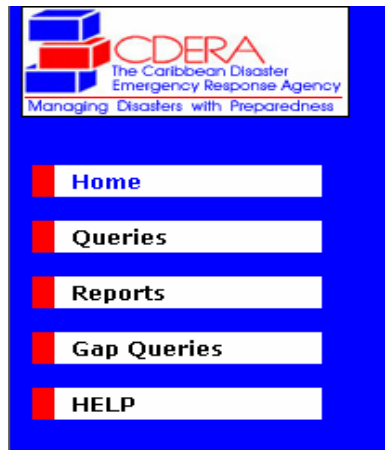 CDERA
The Caribbean Disaster
Emergency Response Agency
Managing Disasters with Preparedness
Home
Queries
Reports
Gap Queries
HELP